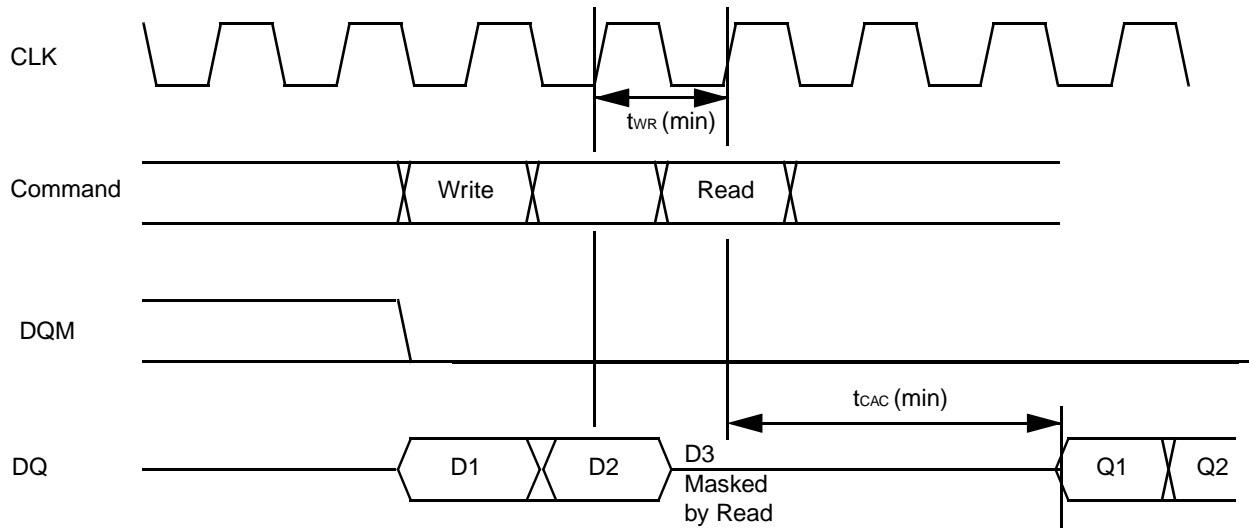 CLK
tWR (min)
Command
Write
Read
DQM
tCAC (min)
DQ
D1
D2
D3
Masked
by Read
Q1
Q2